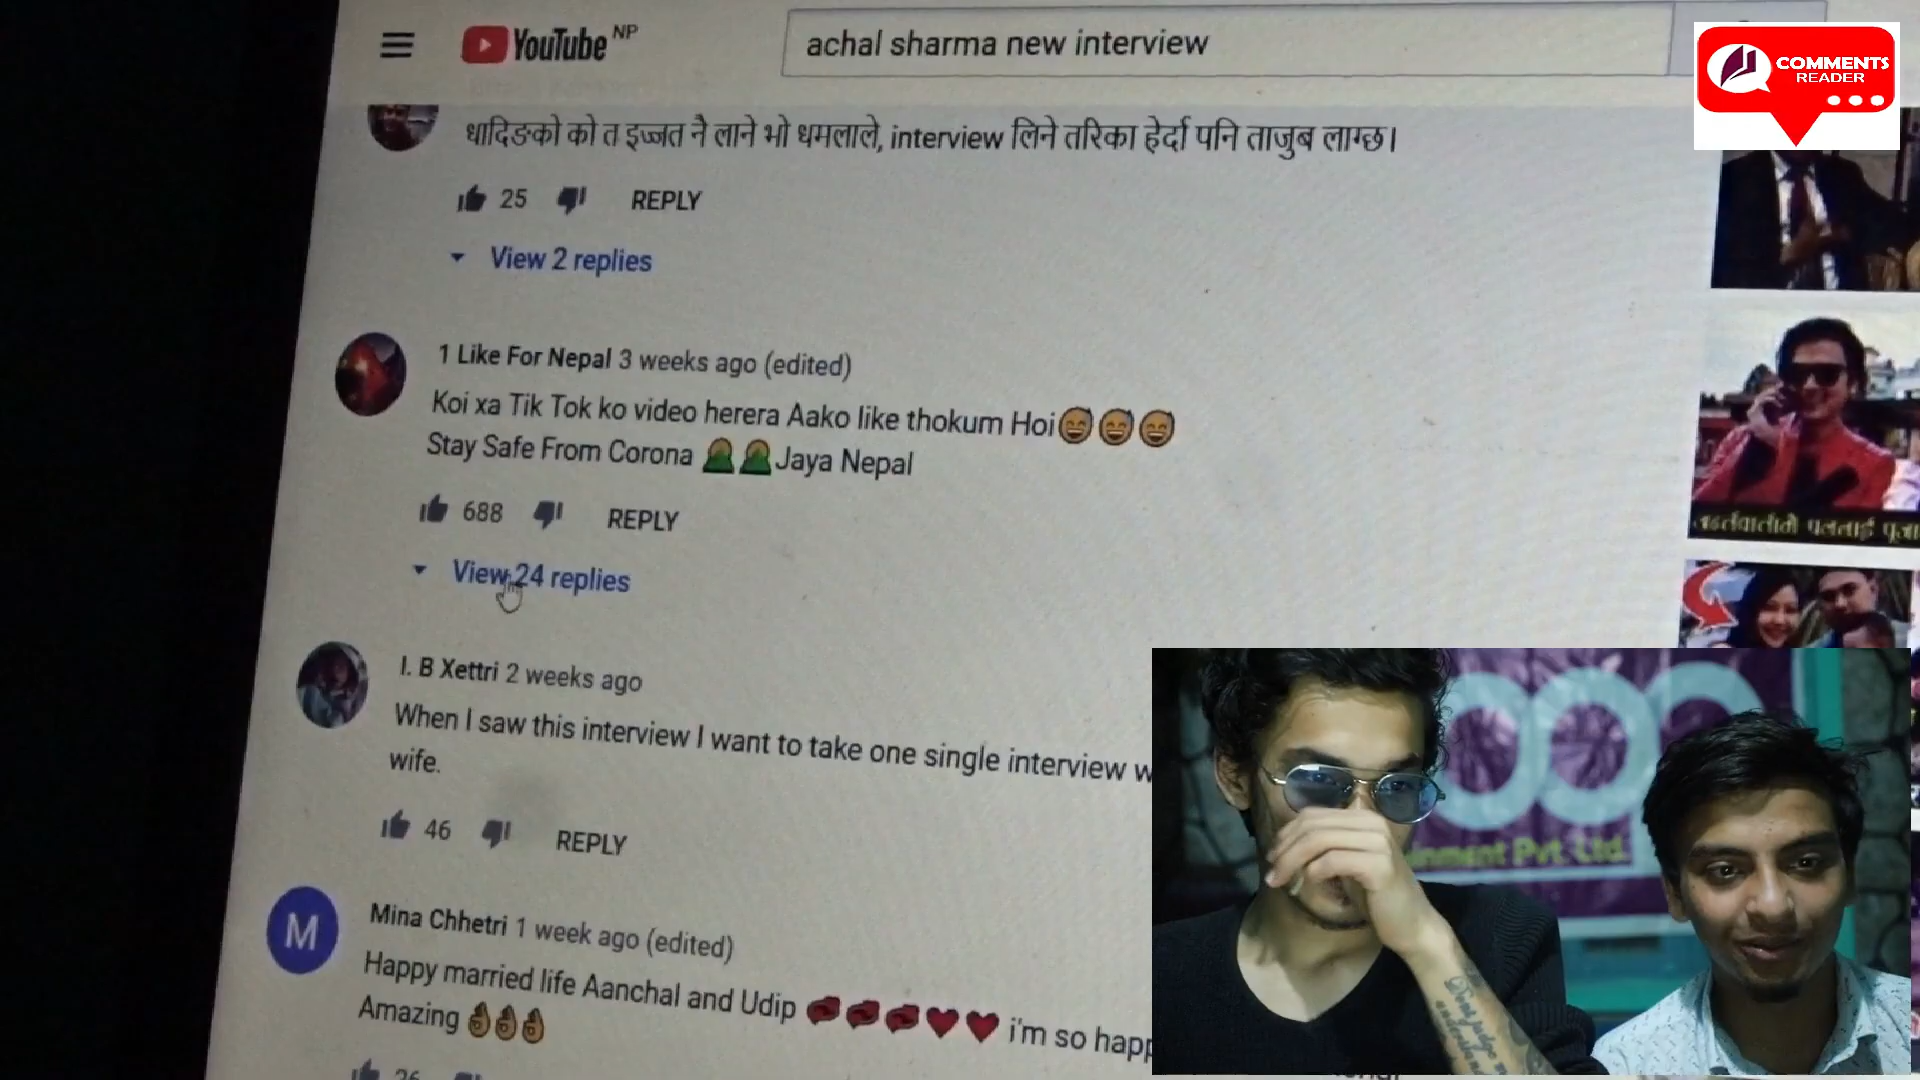 YouTube NP
achal sharma new interview
COMMENTS
READER
धादिङको को त इज्जत नै लाने भो धमलाले, interview लिने तरिका हेर्दा पनि ताजुब लाग्छ।
25 REPLY
View 2 replies
1 Like For Nepal 3 weeks ago (edited)
Koi xa Tik Tok ko video herera Aako like thokum Hoi😅😅😅
Stay Safe From Corona 🤮🤮Jaya Nepal
688 REPLY
View 24 replies
I. B Xettri 2 weeks ago
When I saw this interview I want to take one single interview
wife.
46 REPLY
M
Mina Chhetri 1 week ago (edited)
Happy married life Aanchal and Udip 💋💋💋❤❤ i'm so
Amazing 👌👌👌
26
Pvt. Ltd.